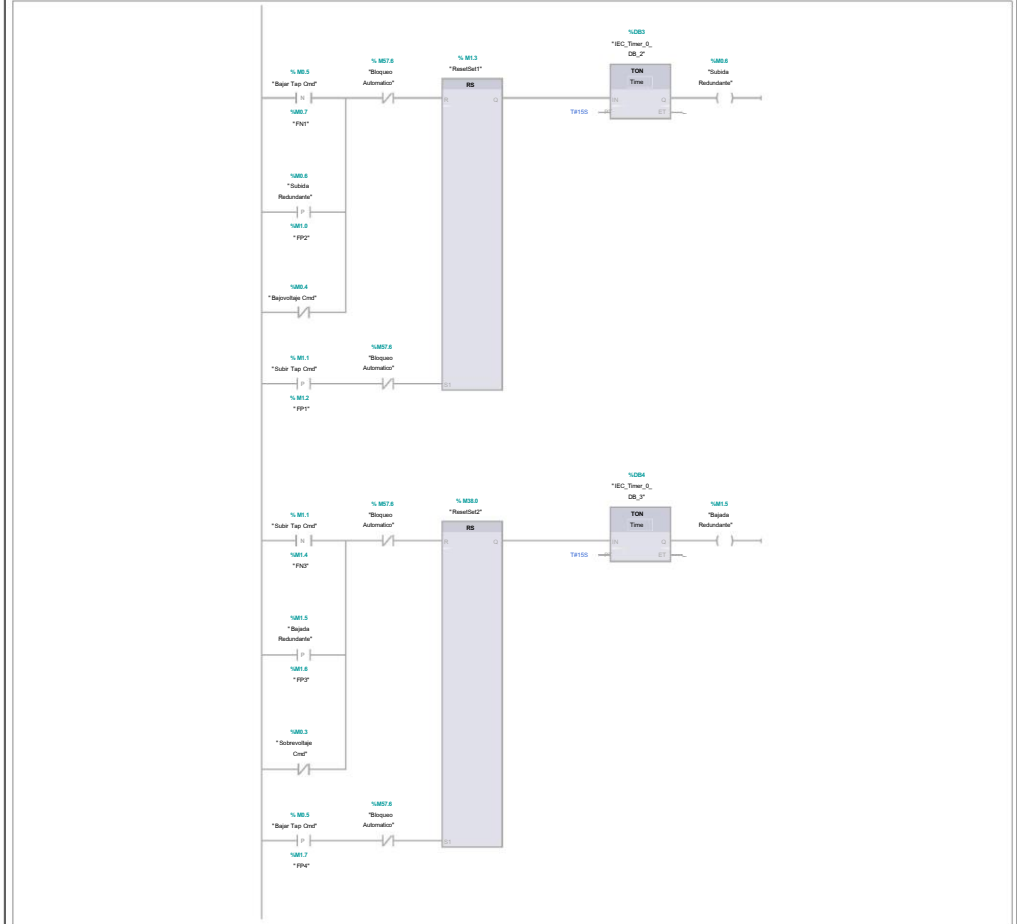 %DB3
"IEC_Timer_0_
DB_2"
% M0.5
"Bajar Tap Cmd"
% M57.6
"Bloqueo
Automatico"
% M1.3
"ResetSet1"
RS
TON
Time
%M0.6
"Subida
Redundante"
N
R
Q
IN
Q
%M0.7
"FN1"
T#15S
PT
ET
%M0.6
"Subida
Redundante"
P
%M1.0
"FP2"
%M0.4
"Bajovoltaje Cmd"
% M1.1
"Subir Tap Cmd"
%M57.6
"Bloqueo
Automatico"
P
S1
% M1.2
"FP1"
%DB4
"IEC_Timer_0_
DB_3"
% M1.1
"Subir Tap Cmd"
% M57.6
"Bloqueo
Automatico"
% M38.0
"ResetSet2"
RS
TON
Time
%M1.5
"Bajada
Redundante"
N
R
Q
IN
Q
%M1.4
"FN3"
T#15S
PT
ET
%M1.5
"Bajada
Redundante"
P
%M1.6
"FP3"
%M0.3
"Sobrevoltaje
Cmd"
% M0.5
"Bajar Tap Cmd"
%M57.6
"Bloqueo
Automatico"
P
S1
%M1.7
"FP4"